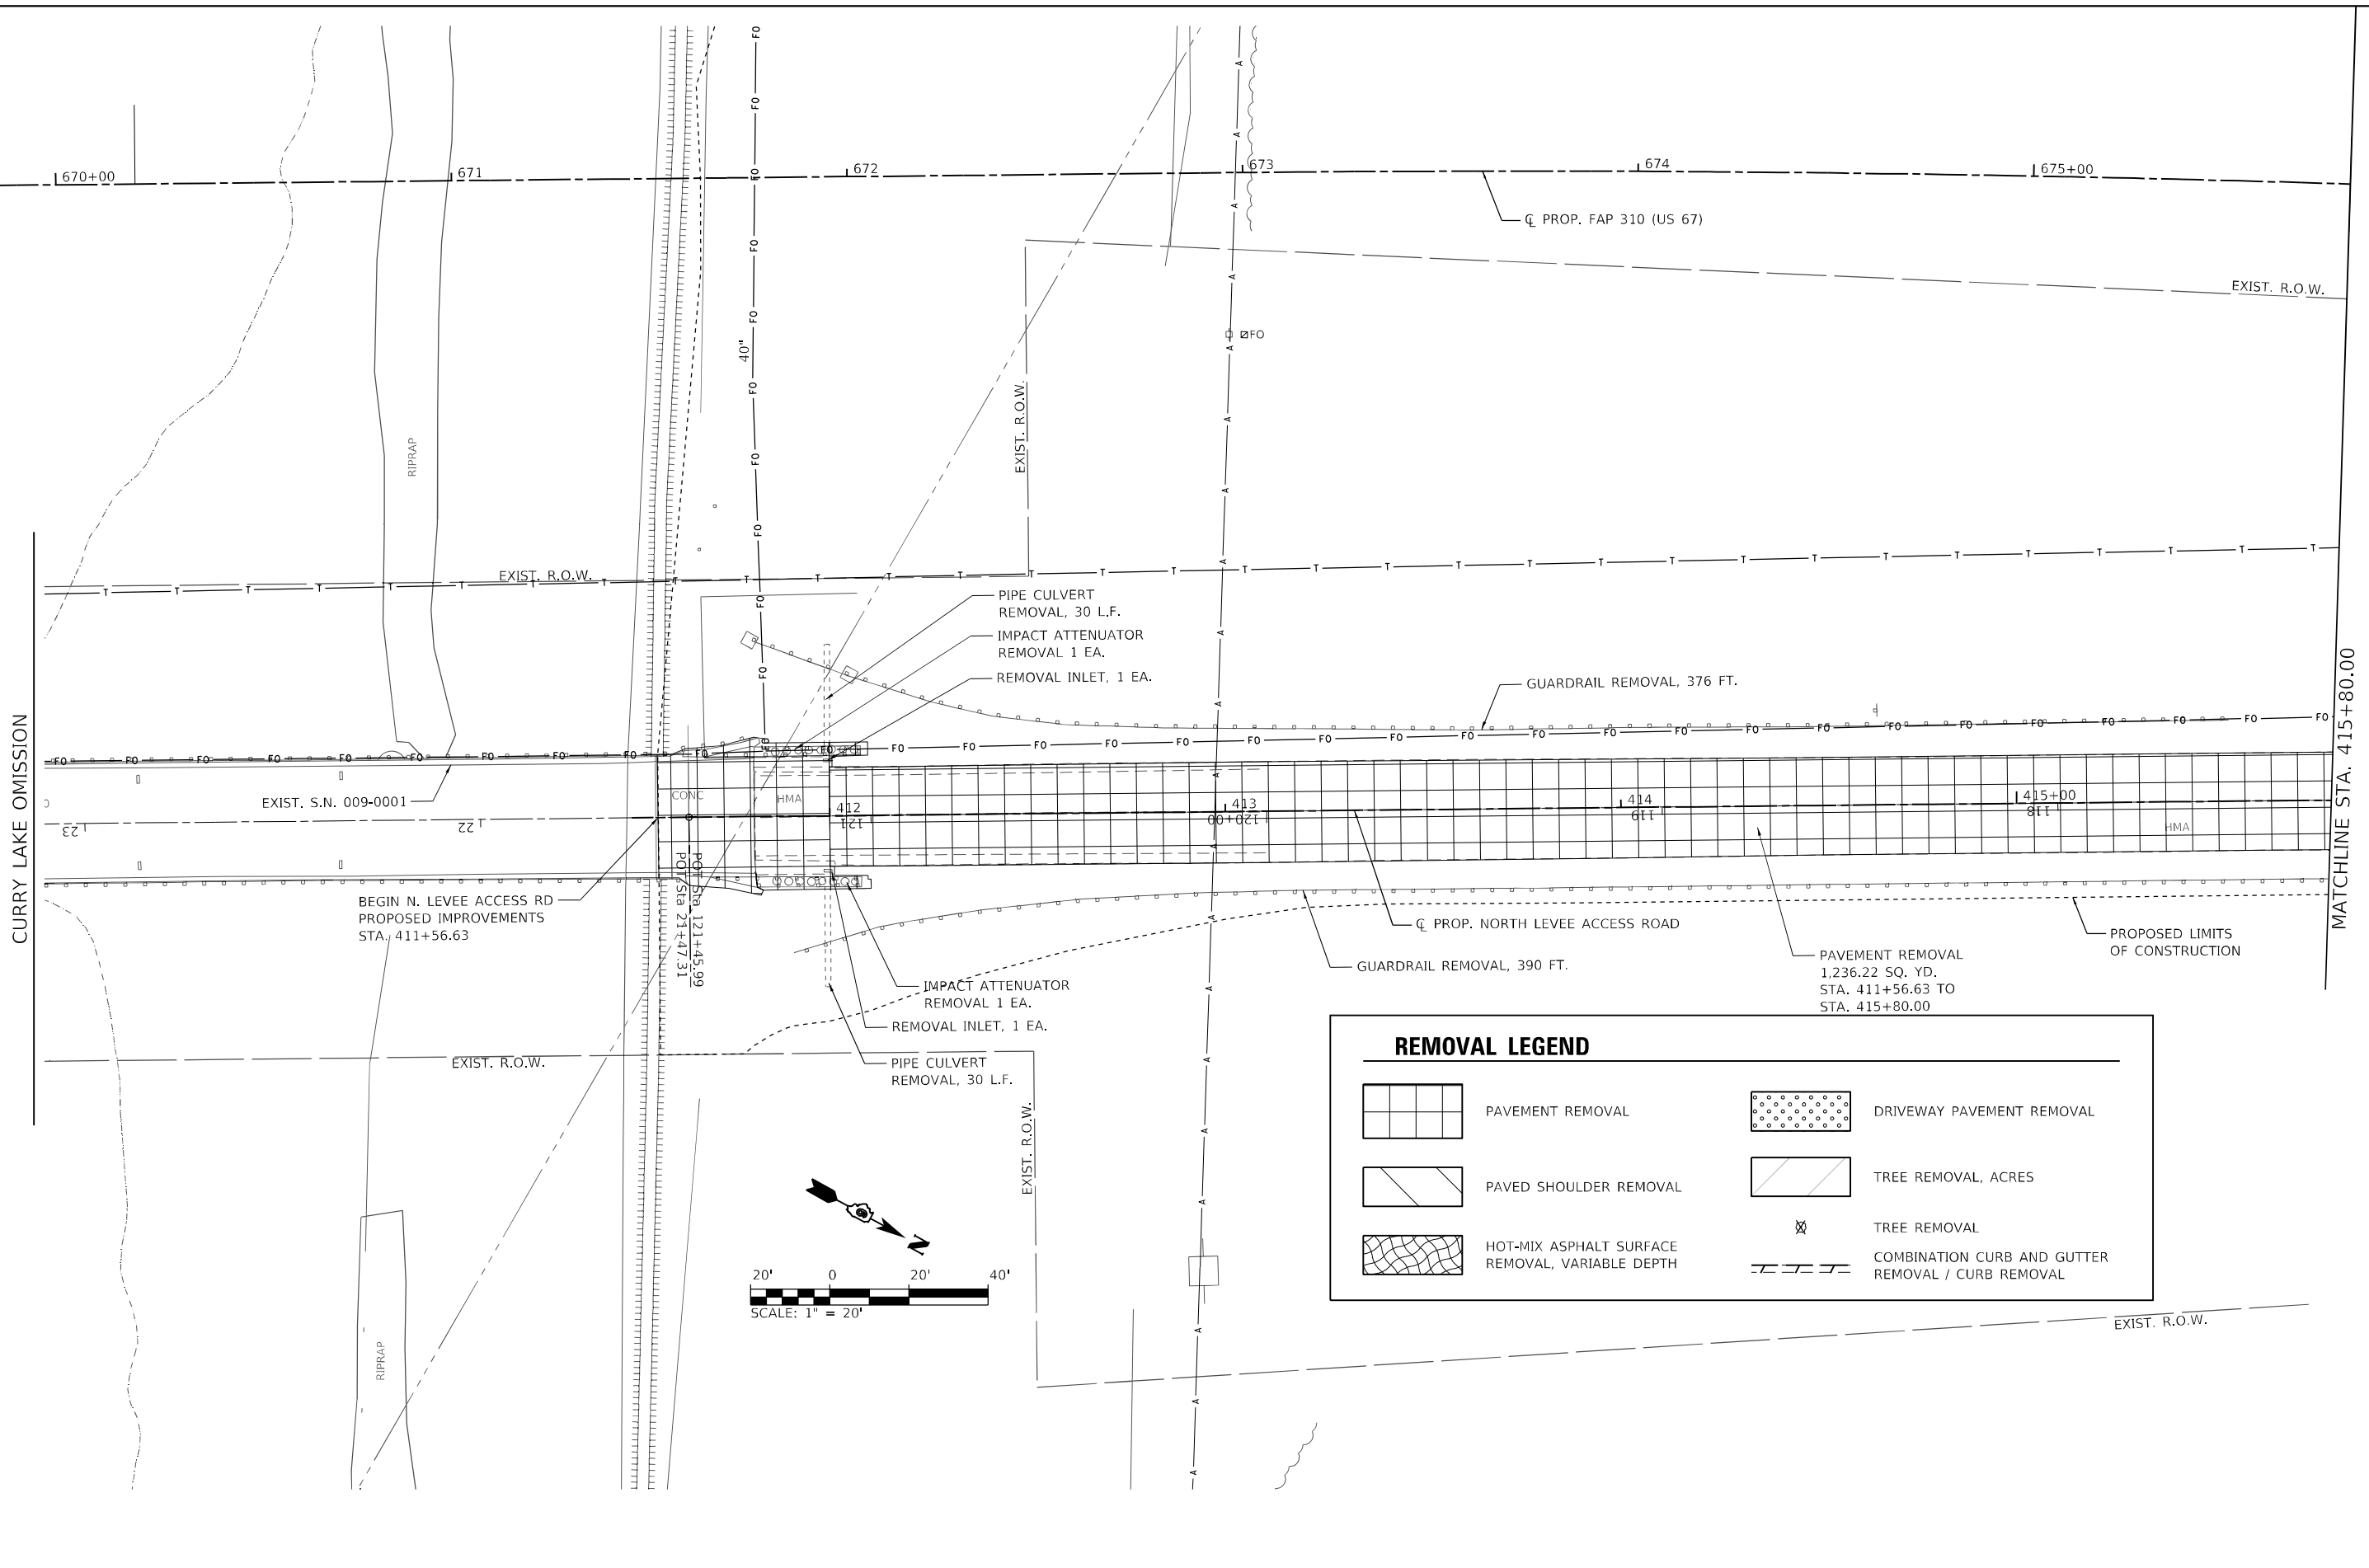 670+00
671
672
673
674
675+00
℄ PROP. FAP 310 (US 67)
EXIST. R.O.W.
FO
40"
EXIST. R.O.W.
RIPRAP
EXIST. R.O.W.
PIPE CULVERT
REMOVAL, 30 L.F.
IMPACT ATTENUATOR
REMOVAL 1 EA.
REMOVAL INLET, 1 EA.
GUARDRAIL REMOVAL, 376 FT.
CURRY LAKE OMISSION
MATCHLINE STA. 415+80.00
EXIST. S.N. 009-0001
CONC
HMA
412
413
414
415+00
23
22
121
120+00
119
118
HMA
BEGIN N. LEVEE ACCESS RD
PROPOSED IMPROVEMENTS
STA. 411+56.63
POT Sta 121+45.99
POT Sta 21+47.31
℄ PROP. NORTH LEVEE ACCESS ROAD
GUARDRAIL REMOVAL, 390 FT.
PROPOSED LIMITS
OF CONSTRUCTION
PAVEMENT REMOVAL
1,236.22 SQ. YD.
STA. 411+56.63 TO
STA. 415+80.00
IMPACT ATTENUATOR
REMOVAL 1 EA.
REMOVAL INLET, 1 EA.
PIPE CULVERT
REMOVAL, 30 L.F.
EXIST. R.O.W.
EXIST. R.O.W.
REMOVAL LEGEND
PAVEMENT REMOVAL
DRIVEWAY PAVEMENT REMOVAL
PAVED SHOULDER REMOVAL
TREE REMOVAL, ACRES
TREE REMOVAL
HOT-MIX ASPHALT SURFACE
REMOVAL, VARIABLE DEPTH
COMBINATION CURB AND GUTTER
REMOVAL / CURB REMOVAL
N
20' 0 20' 40'
SCALE: 1" = 20'
RIPRAP
EXIST. R.O.W.